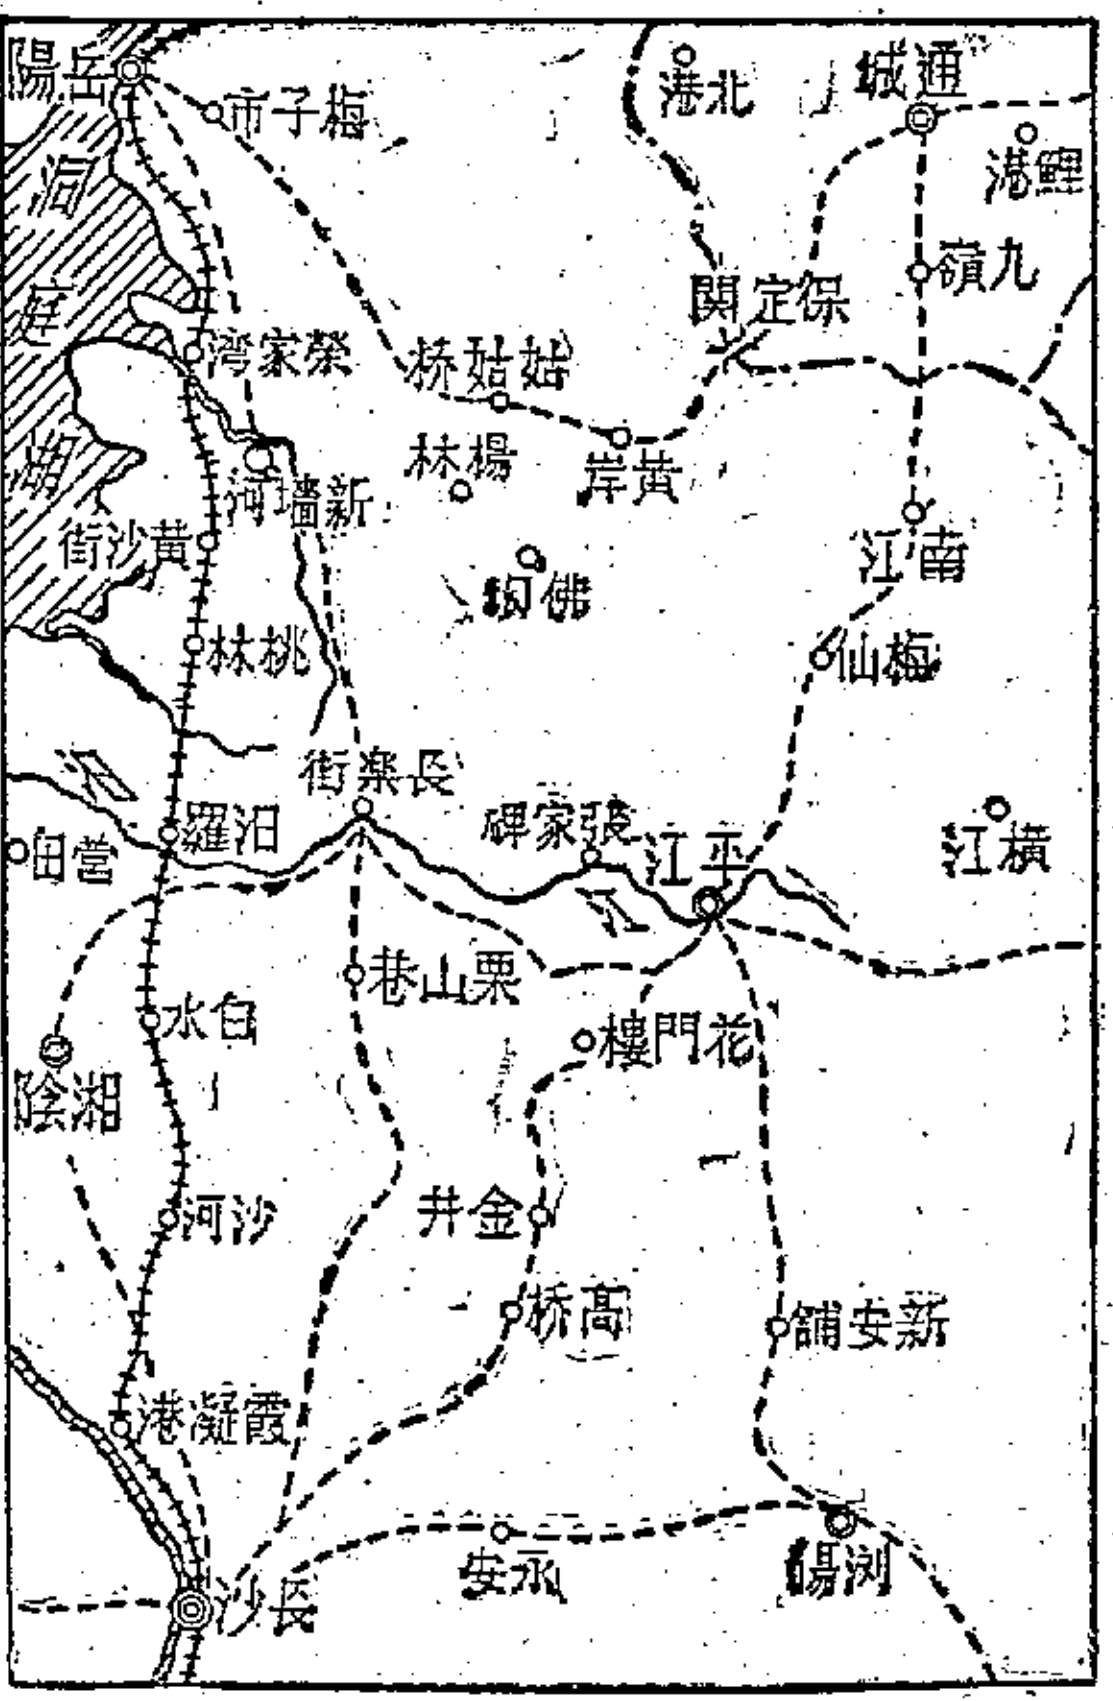 岳陽
梅子市
北港
通城
鯉港
洞庭湖
九嶺
保定関
榮家湾
姑姑桥
楊林
黃岸
新墻河
黃沙街
南江
桃林
梅仙
長楽街
汨江
汨羅
張家碑
平江
橫江
營田
栗山巷
白水
花門樓
湘陰
金井
沙河
高桥
新安舖
霞凝港
永安
浏陽
長沙